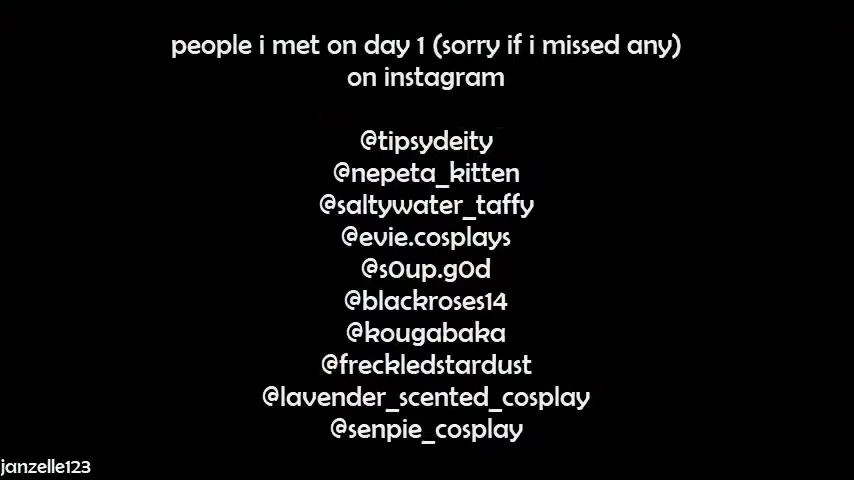 people i met on day 1 (sorry if i missed any)
on instagram
@tipsydeity
@nepeta_kitten
@saltywater_taffy
@evie.cosplays
@s0up.g0d
@blackroses14
@kougabaka
@freckledstardust
@lavender_scented_cosplay
@senpie_cosplay
janzelle123